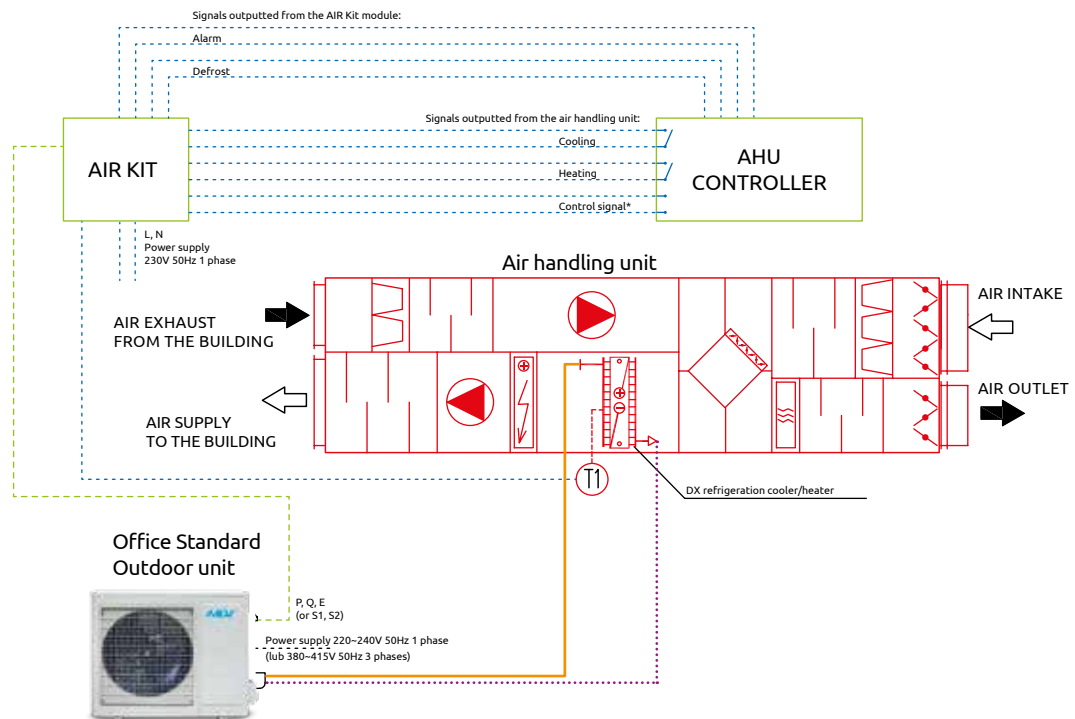 Signals outputted from the AIR Kit module:
Alarm
Defrost
Signals outputted from the air handling unit:
Cooling
Heating
Control signal*
AIR KIT
AHU
CONTROLLER
L, N
Power supply
230V 50Hz 1 phase
Air handling unit
AIR EXHAUST
FROM THE BUILDING
AIR INTAKE
AIR SUPPLY
TO THE BUILDING
AIR OUTLET
T1
DX refrigeration cooler/heater
Office Standard
Outdoor unit
P, Q, E
(or S1, S2)
Power supply 220~240V 50Hz 1 phase
(lub 380~415V 50Hz 3 phases)